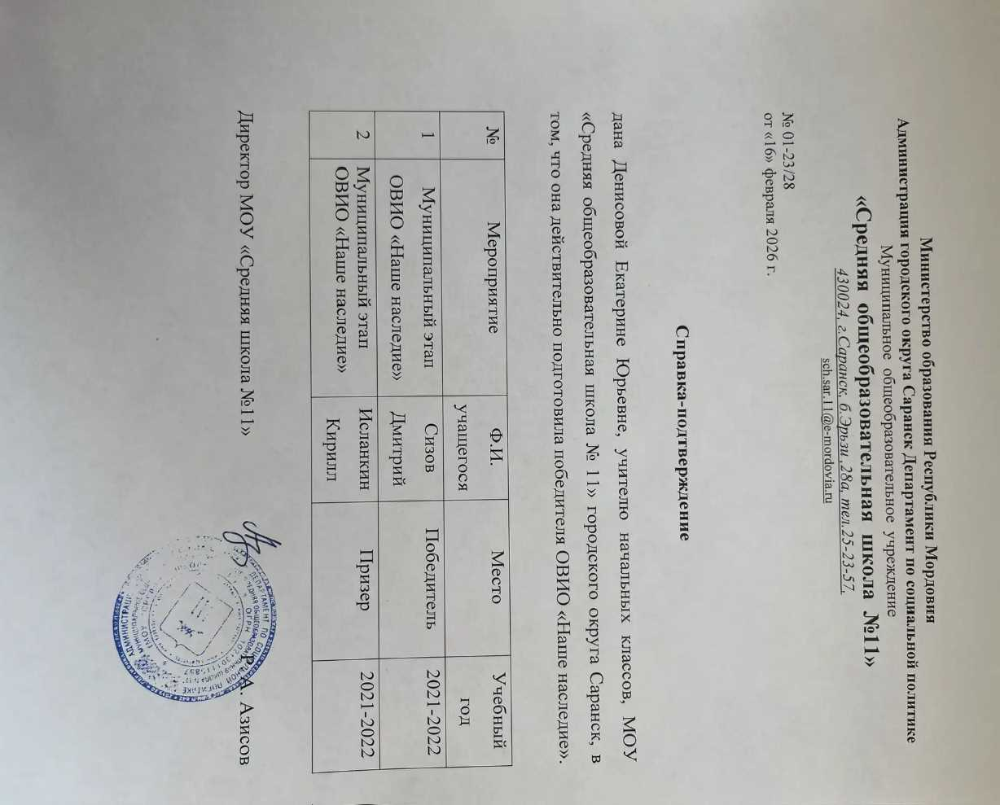 Министерство образования Республики Мордовия
Администрация городского округа Саранск Департамент по социальной политике
Муниципальное общеобразовательное учреждение
«Средняя общеобразовательная школа №11»
430024, г.Саранск, б.Эрьзи ,28а, тел.25-23-57.
sch.sar.11@e-mordovia.ru
№ 01-23/28
от «16» февраля 2026 г.
Справка-подтверждение
дана Денисовой Екатерине Юрьевне, учителю начальных классов, МОУ
«Средняя общеобразовательная школа № 11» городского округа Саранск, в
том, что она действительно подготовила победителя ОВИО «Наше наследие».
№ Мероприятие Ф.И. учащегося Место Учебный год
1 Муниципальный этап ОВИО «Наше наследие» Сизов Дмитрий Победитель 2021-2022
2 Муниципальный этап ОВИО «Наше наследие» Исланкин Кирилл Призер 2021-2022
Директор МОУ «Средняя школа №11» Р. А. Азисов